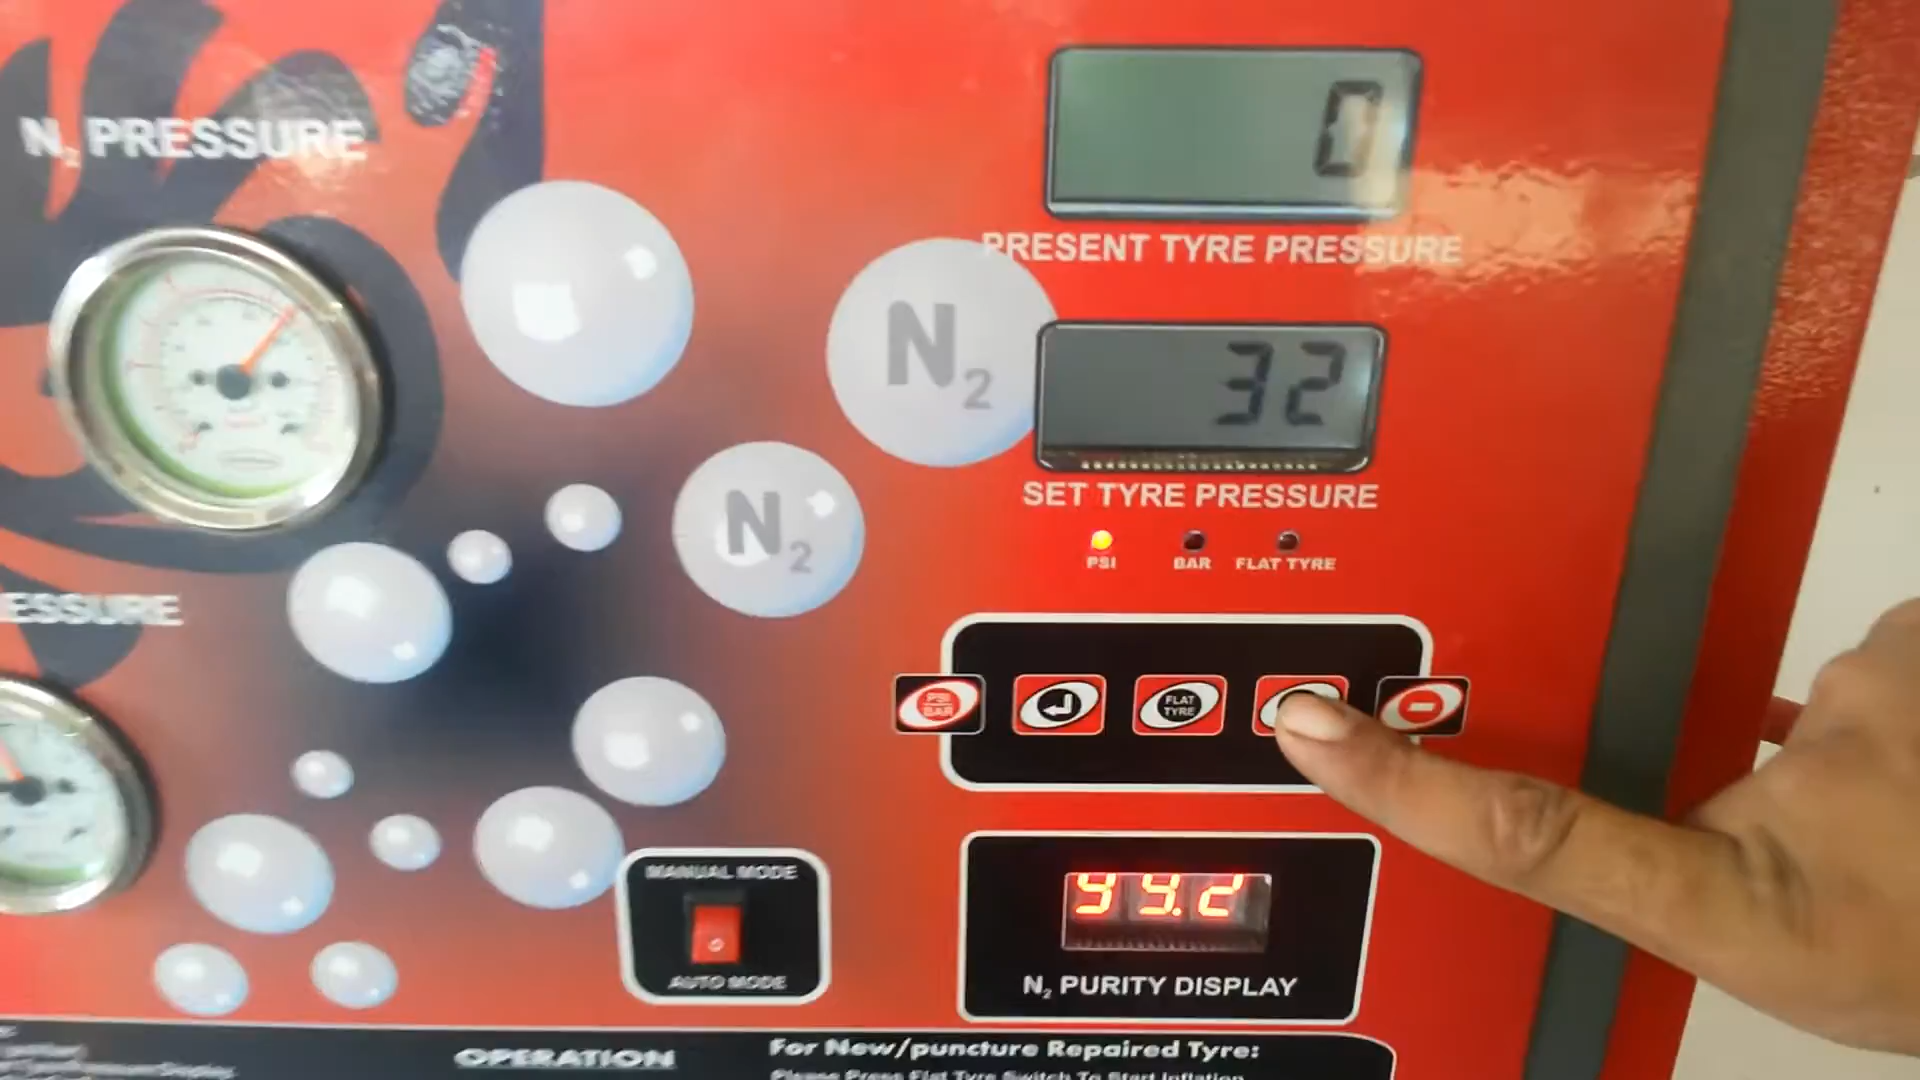 N2 PRESSURE
0
PRESENT TYRE PRESSURE
N2
32
SET TYRE PRESSURE
N2
PSI BAR FLAT TYRE
ESSURE
PSI
BAR
FLAT
TYRE
MANUAL MODE
AUTO MODE
99.2
N2 PURITY DISPLAY
OPERATION
For New/puncture Repaired Tyre:
Please Press Flat Tyre Switch To Start Inflation